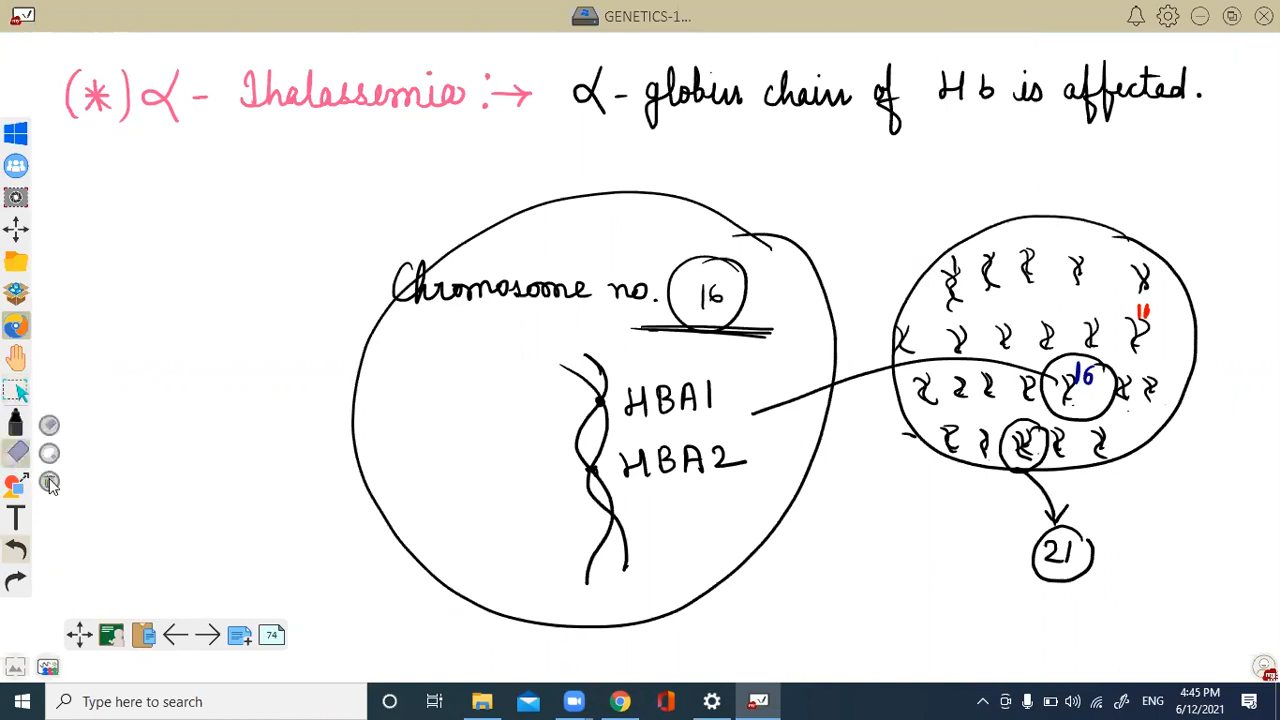 GENETICS-1...
(*) α - Thalassemia :→ α - globin chain of Hb is affected.
Chromosome no. 16
11
16
HBA1
HBA2
21
T
74
Type here to search
ENG
4:45 PM
6/12/2021